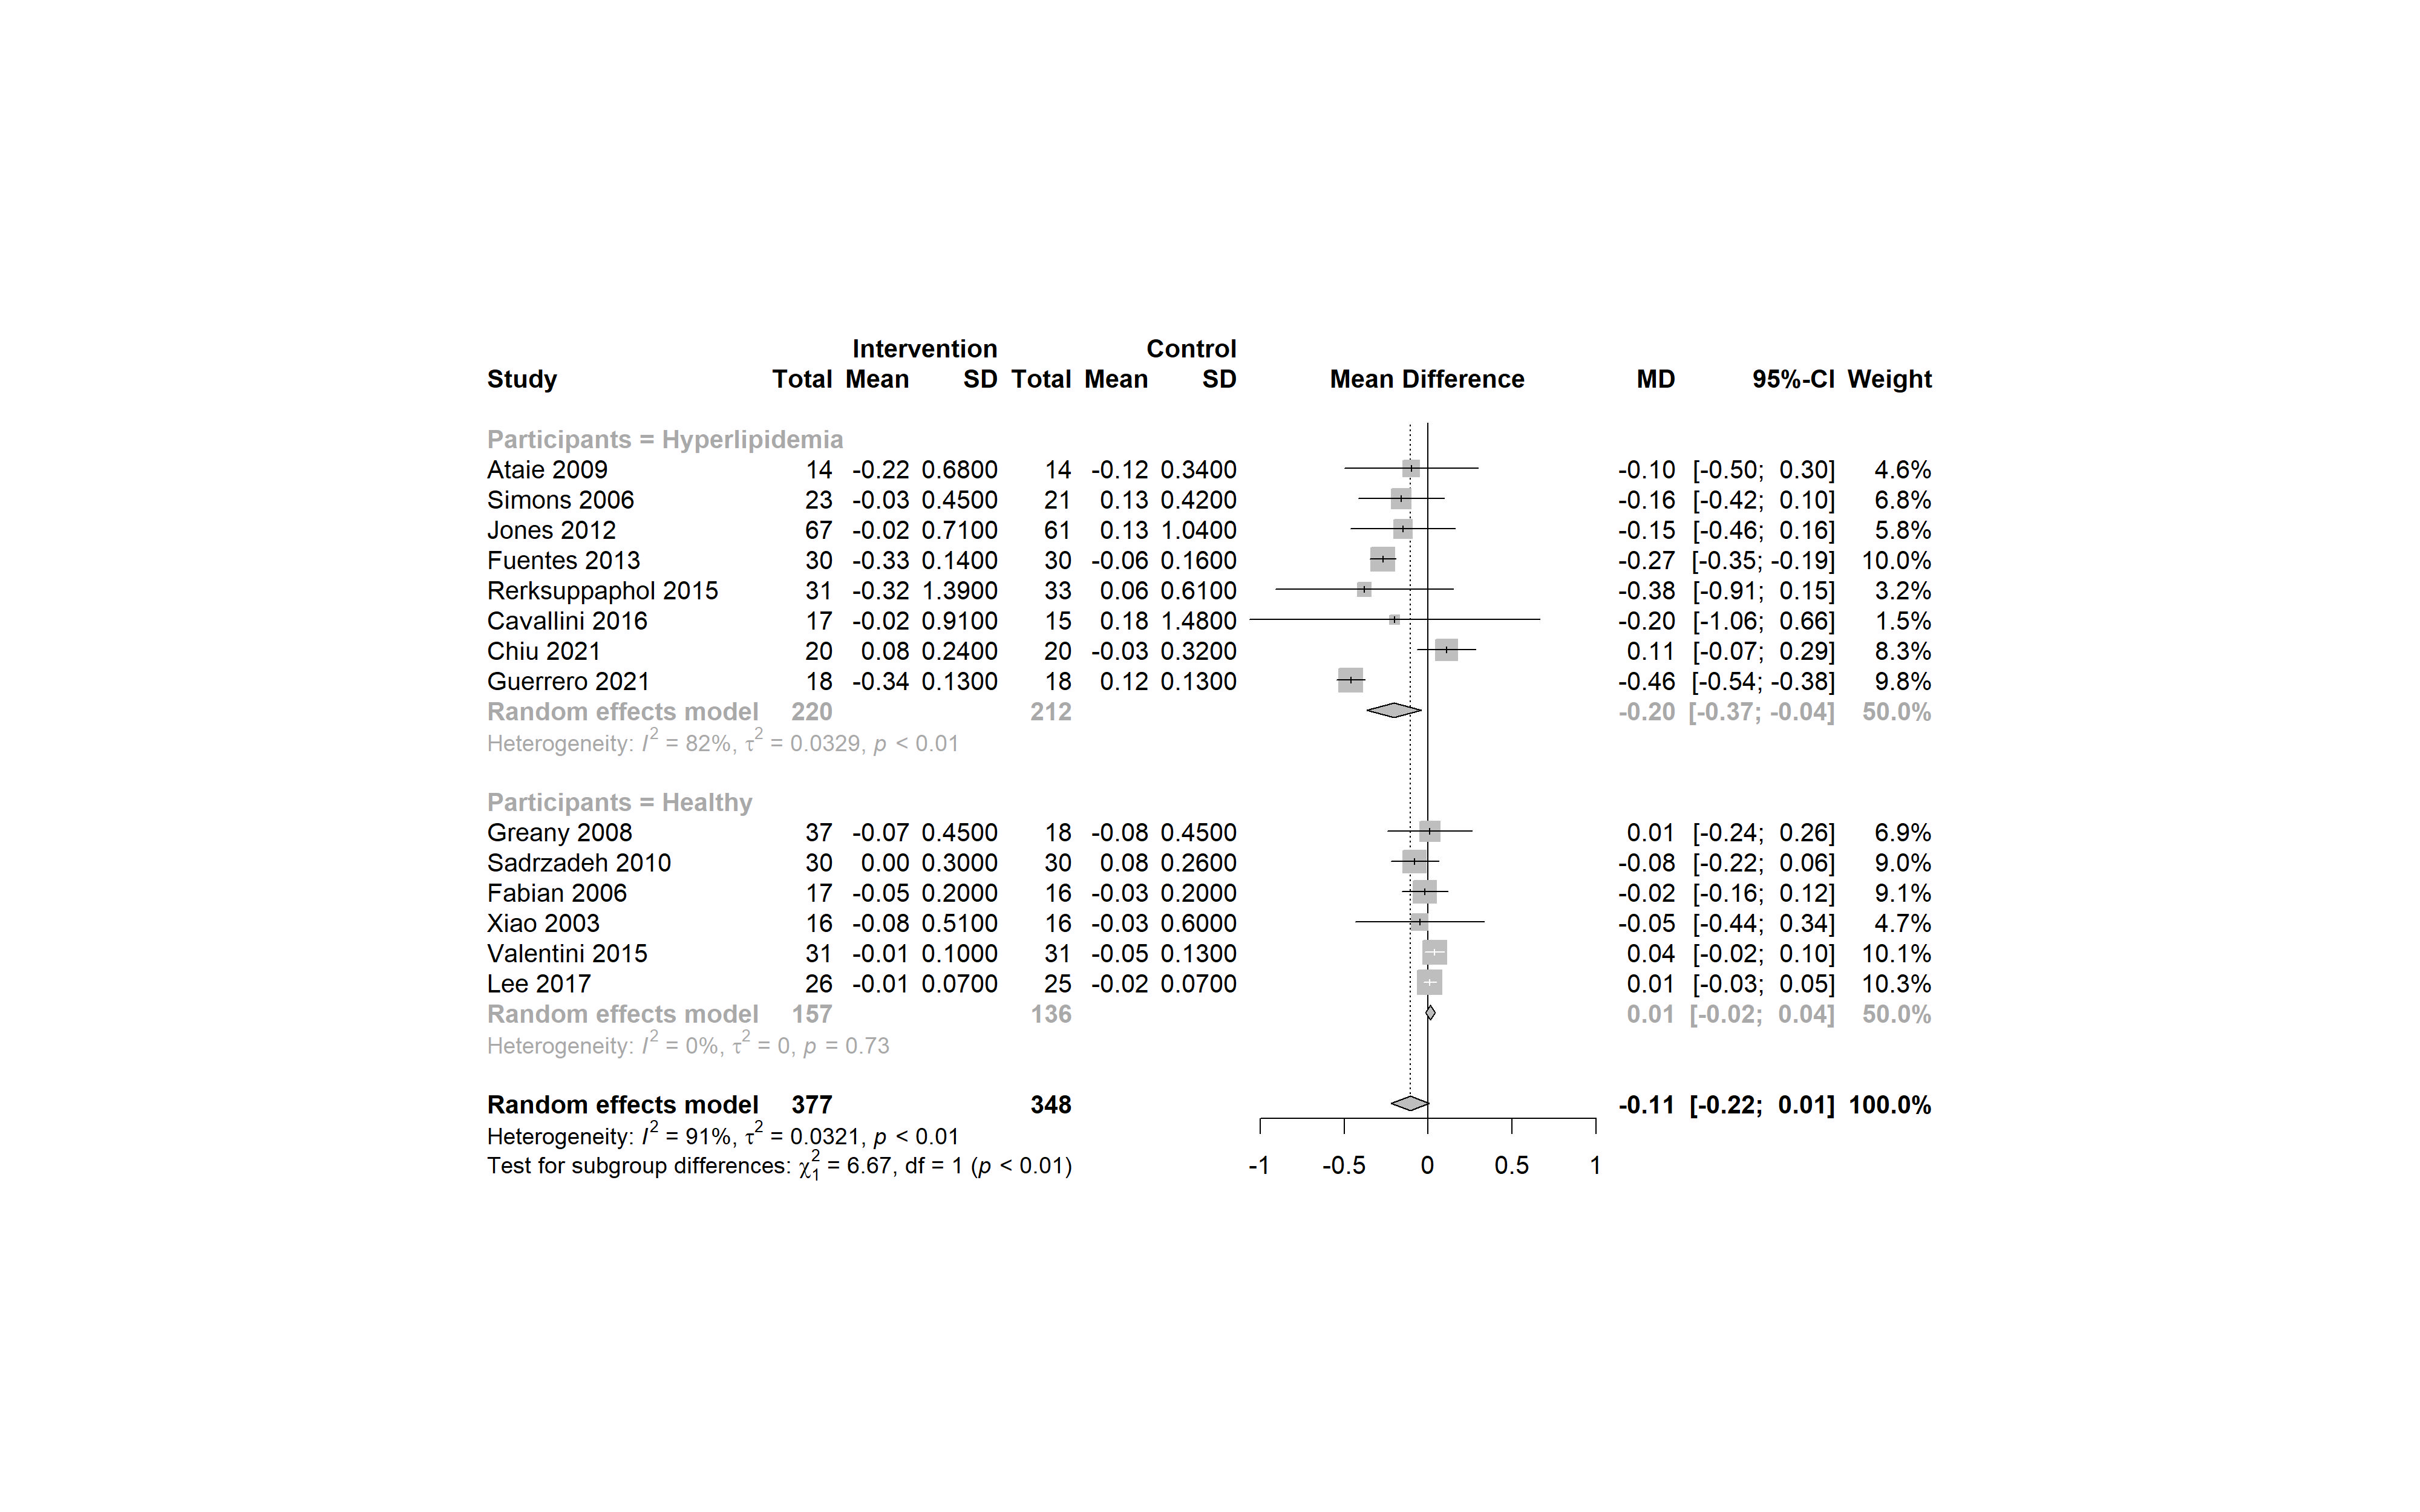 Intervention Control
Study Total Mean SD Total Mean SD Mean Difference MD 95%-CI Weight
Participants = Hyperlipidemia
Ataie 2009 14 -0.22 0.6800 14 -0.12 0.3400 -0.10 [-0.50; 0.30] 4.6%
Simons 2006 23 -0.03 0.4500 21 0.13 0.4200 -0.16 [-0.42; 0.10] 6.8%
Jones 2012 67 -0.02 0.7100 61 0.13 1.0400 -0.15 [-0.46; 0.16] 5.8%
Fuentes 2013 30 -0.33 0.1400 30 -0.06 0.1600 -0.27 [-0.35; -0.19] 10.0%
Rerksuppaphol 2015 31 -0.32 1.3900 33 0.06 0.6100 -0.38 [-0.91; 0.15] 3.2%
Cavallini 2016 17 -0.02 0.9100 15 0.18 1.4800 -0.20 [-1.06; 0.66] 1.5%
Chiu 2021 20 0.08 0.2400 20 -0.03 0.3200 0.11 [-0.07; 0.29] 8.3%
Guerrero 2021 18 -0.34 0.1300 18 0.12 0.1300 -0.46 [-0.54; -0.38] 9.8%
Random effects model 220 212 -0.20 [-0.37; -0.04] 50.0%
Heterogeneity: I² = 82%, τ² = 0.0329, p < 0.01
Participants = Healthy
Greany 2008 37 -0.07 0.4500 18 -0.08 0.4500 0.01 [-0.24; 0.26] 6.9%
Sadrzadeh 2010 30 0.00 0.3000 30 0.08 0.2600 -0.08 [-0.22; 0.06] 9.0%
Fabian 2006 17 -0.05 0.2000 16 -0.03 0.2000 -0.02 [-0.16; 0.12] 9.1%
Xiao 2003 16 -0.08 0.5100 16 -0.03 0.6000 -0.05 [-0.44; 0.34] 4.7%
Valentini 2015 31 -0.01 0.1000 31 -0.05 0.1300 0.04 [-0.02; 0.10] 10.1%
Lee 2017 26 -0.01 0.0700 25 -0.02 0.0700 0.01 [-0.03; 0.05] 10.3%
Random effects model 157 136 0.01 [-0.02; 0.04] 50.0%
Heterogeneity: I² = 0%, τ² = 0, p = 0.73
Random effects model 377 348 -0.11 [-0.22; 0.01] 100.0%
Heterogeneity: I² = 91%, τ² = 0.0321, p < 0.01
Test for subgroup differences: χ²₁ = 6.67, df = 1 (p < 0.01)
-1 -0.5 0 0.5 1